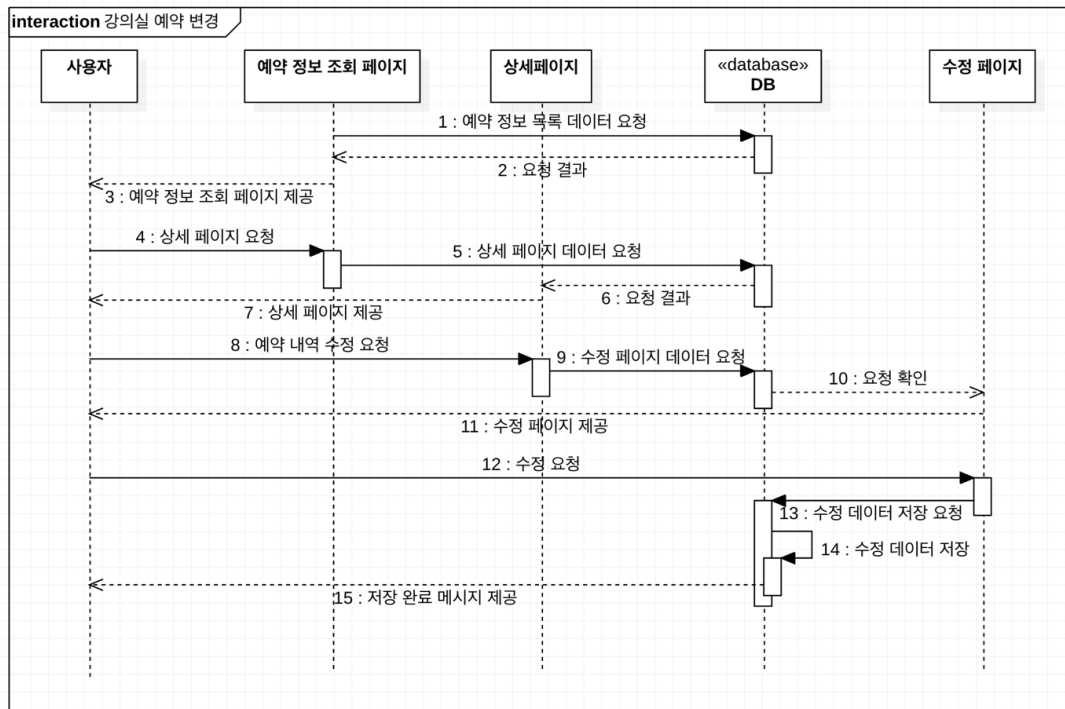 interaction 강의실 예약 변경
사용자
예약 정보 조회 페이지
상세페이지
«database»
DB
수정 페이지
1 : 예약 정보 목록 데이터 요청
2 : 요청 결과
3 : 예약 정보 조회 페이지 제공
4 : 상세 페이지 요청
5 : 상세 페이지 데이터 요청
6 : 요청 결과
7 : 상세 페이지 제공
8 : 예약 내역 수정 요청
9 : 수정 페이지 데이터 요청
10 : 요청 확인
11 : 수정 페이지 제공
12 : 수정 요청
13 : 수정 데이터 저장 요청
14 : 수정 데이터 저장
15 : 저장 완료 메시지 제공